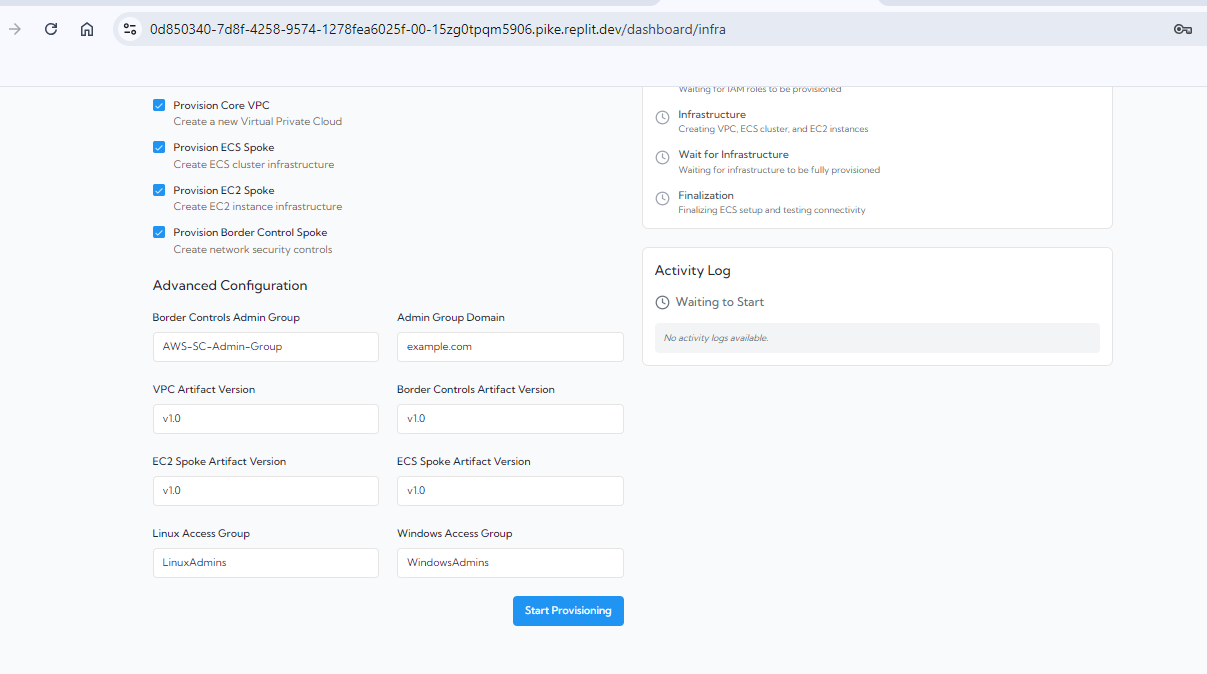 0d850340-7d8f-4258-9574-1278fea6025f-00-15zg0tpqm5906.pike.replit.dev/dashboard/infra
Provision Core VPC
Create a new Virtual Private Cloud
Provision ECS Spoke
Create ECS cluster infrastructure
Provision EC2 Spoke
Create EC2 instance infrastructure
Provision Border Control Spoke
Create network security controls
Advanced Configuration
Border Controls Admin Group
AWS-SC-Admin-Group
Admin Group Domain
example.com
VPC Artifact Version
v1.0
Border Controls Artifact Version
v1.0
EC2 Spoke Artifact Version
v1.0
ECS Spoke Artifact Version
v1.0
Linux Access Group
LinuxAdmins
Windows Access Group
WindowsAdmins
Start Provisioning
Waiting for IAM roles to be provisioned
Infrastructure
Creating VPC, ECS cluster, and EC2 instances
Wait for Infrastructure
Waiting for infrastructure to be fully provisioned
Finalization
Finalizing ECS setup and testing connectivity
Activity Log
Waiting to Start
No activity logs available.